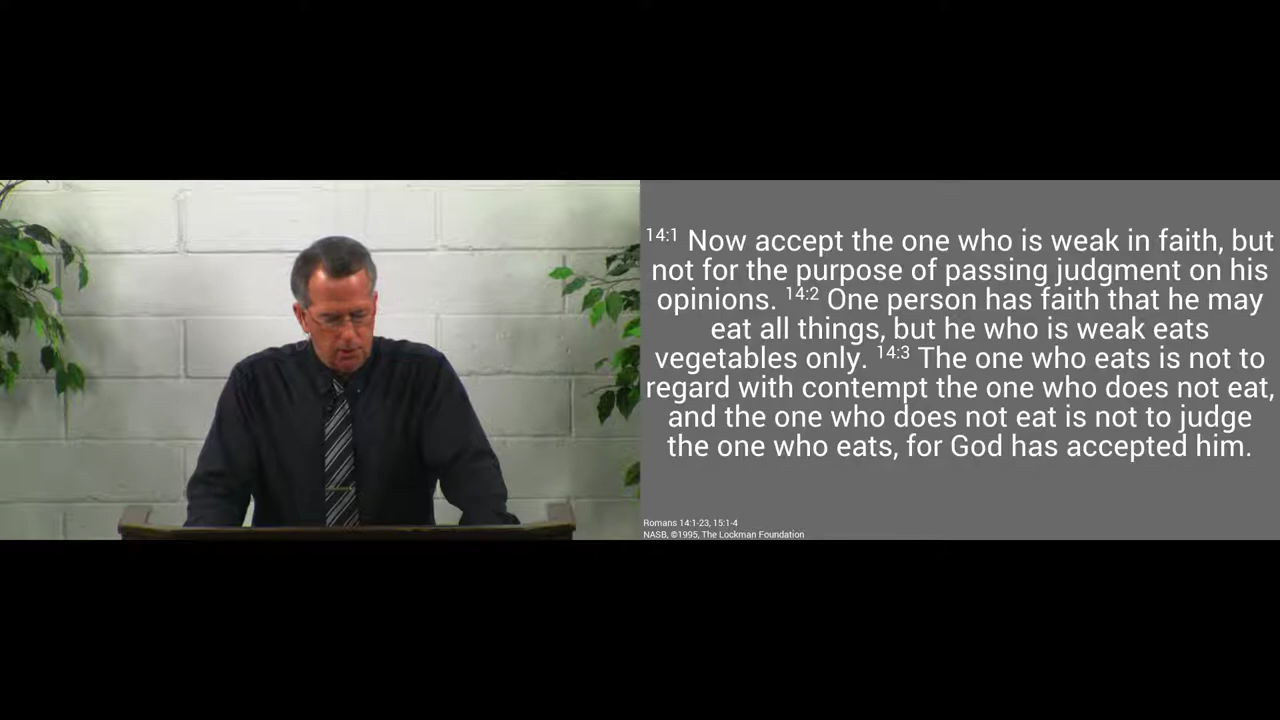 14:1 Now accept the one who is weak in faith, but
not for the purpose of passing judgment on his
opinions. 14:2 One person has faith that he may
eat all things, but he who is weak eats
vegetables only. 14:3 The one who eats is not to
regard with contempt the one who does not eat,
and the one who does not eat is not to judge
the one who eats, for God has accepted him.
Romans 14:1-23, 15:1-4
NASB, ©1995, The Lockman Foundation